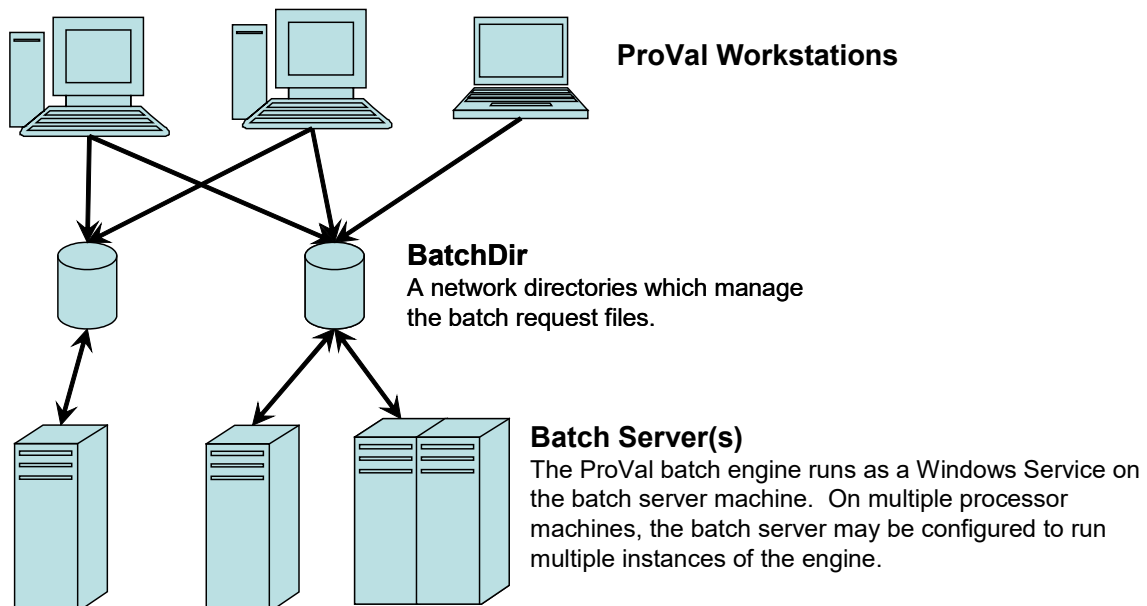 ProVal Workstations
BatchDir
A network directories which manage
the batch request files.
Batch Server(s)
The ProVal batch engine runs as a Windows Service on
the batch server machine.  On multiple processor
machines, the batch server may be configured to run
multiple instances of the engine.